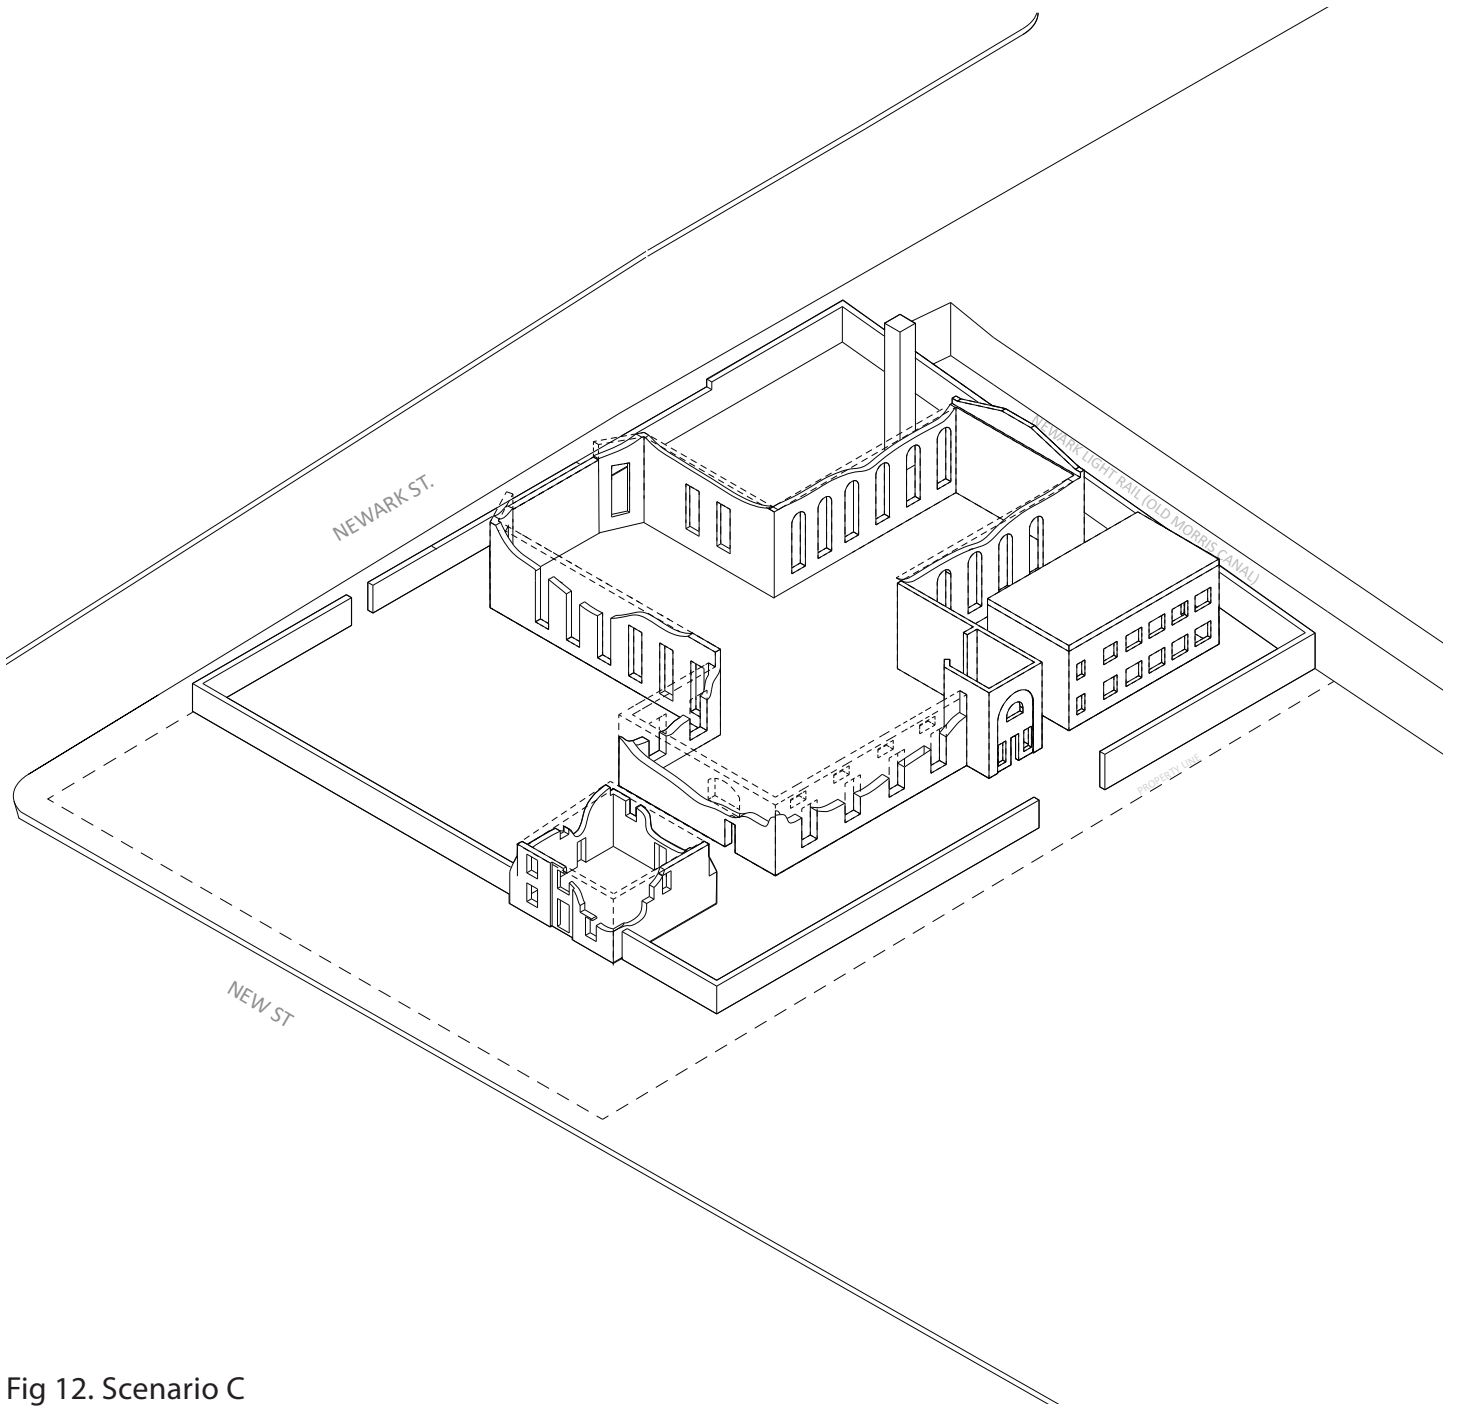 NEWARK LIGHT RAIL (OLD MORRIS CANAL)
NEWARK ST.
PROPERTY LINE
NEW ST
Fig 12. Scenario C